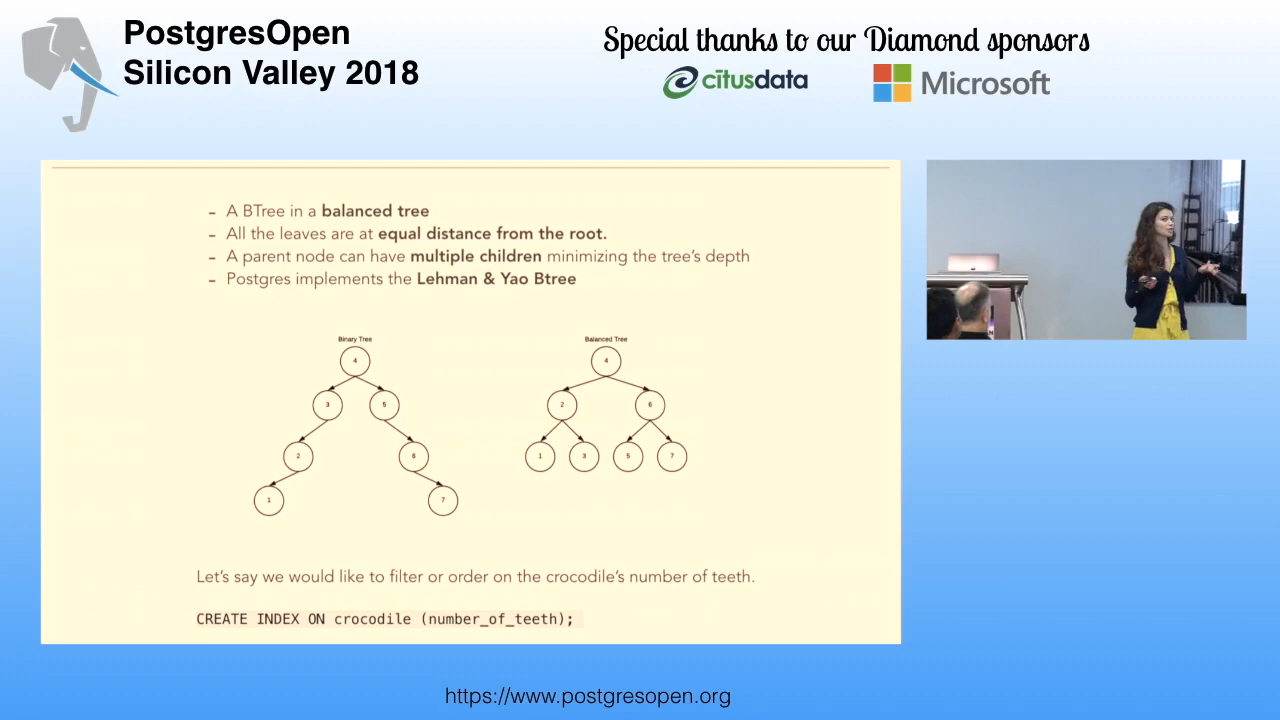 PostgresOpen
Silicon Valley 2018
Special thanks to our Diamond sponsors
citusdata
Microsoft
- A BTree in a balanced tree
- All the leaves are at equal distance from the root.
- A parent node can have multiple children minimizing the tree's depth
- Postgres implements the Lehman & Yao Btree
Binary Tree
4
3 5
2 6
1 7
Balanced Tree
4
2 6
1 3 5 7
Let's say we would like to filter or order on the crocodile's number of teeth.
CREATE INDEX ON crocodile (number_of_teeth);
https://www.postgresopen.org